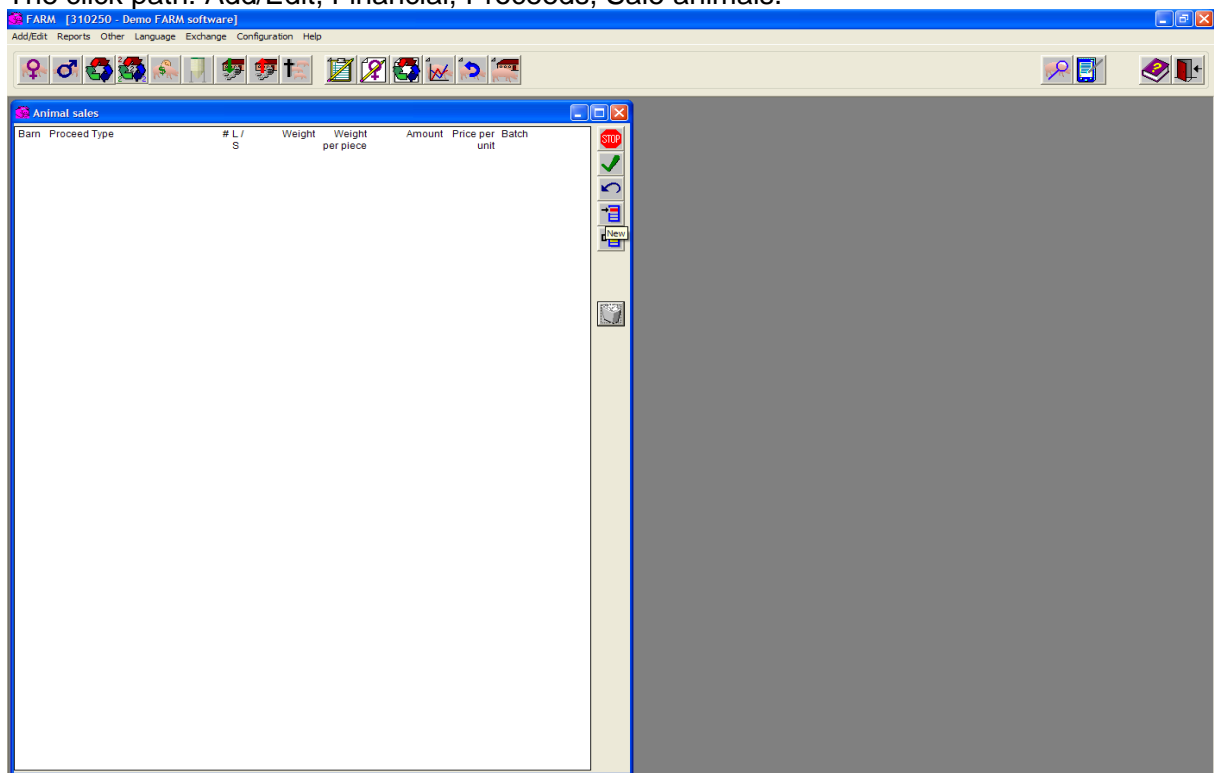 The click path: Add/Edit, Financial, Proceeds, Sale animals.
FARM [310250 - Demo FARM software]
Add/Edit Reports Other Language Exchange Configuration Help
Animal sales
Barn Proceed Type # L / S Weight Weight per piece Amount Price per unit Batch
STOP
New